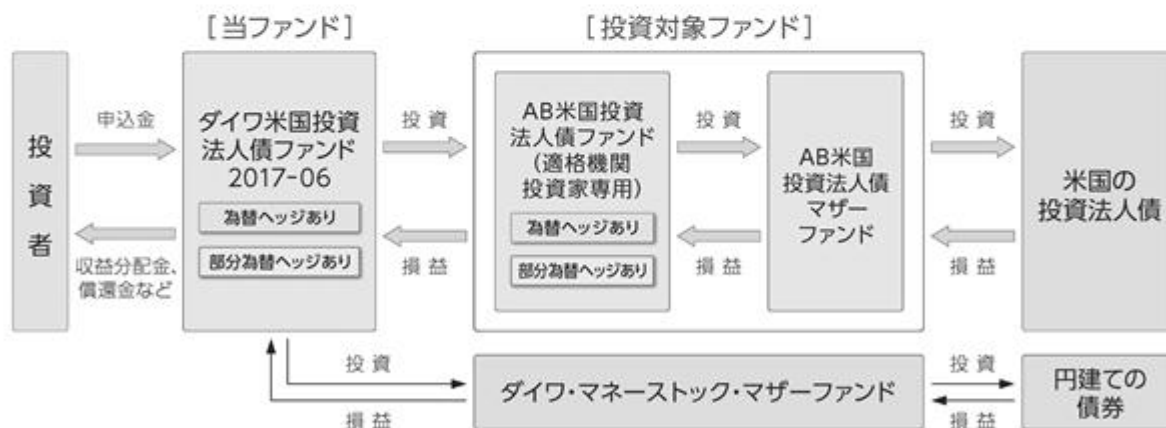 [当ファンド]
[投資対象ファンド]
投資者
申込金
収益分配金、
償還金など
ダイワ米国投資
法人債ファンド
2017-06
為替ヘッジあり
部分為替ヘッジあり
投 資
損 益
AB米国投資
法人債ファンド
(適格機関
投資家専用)
為替ヘッジあり
部分為替ヘッジあり
投 資
損 益
AB米国
投資法人債
マザー
ファンド
投 資
損 益
米国の
投資法人債
投 資
損 益
ダイワ・マネーストック・マザーファンド
投 資
損 益
円建ての
債券